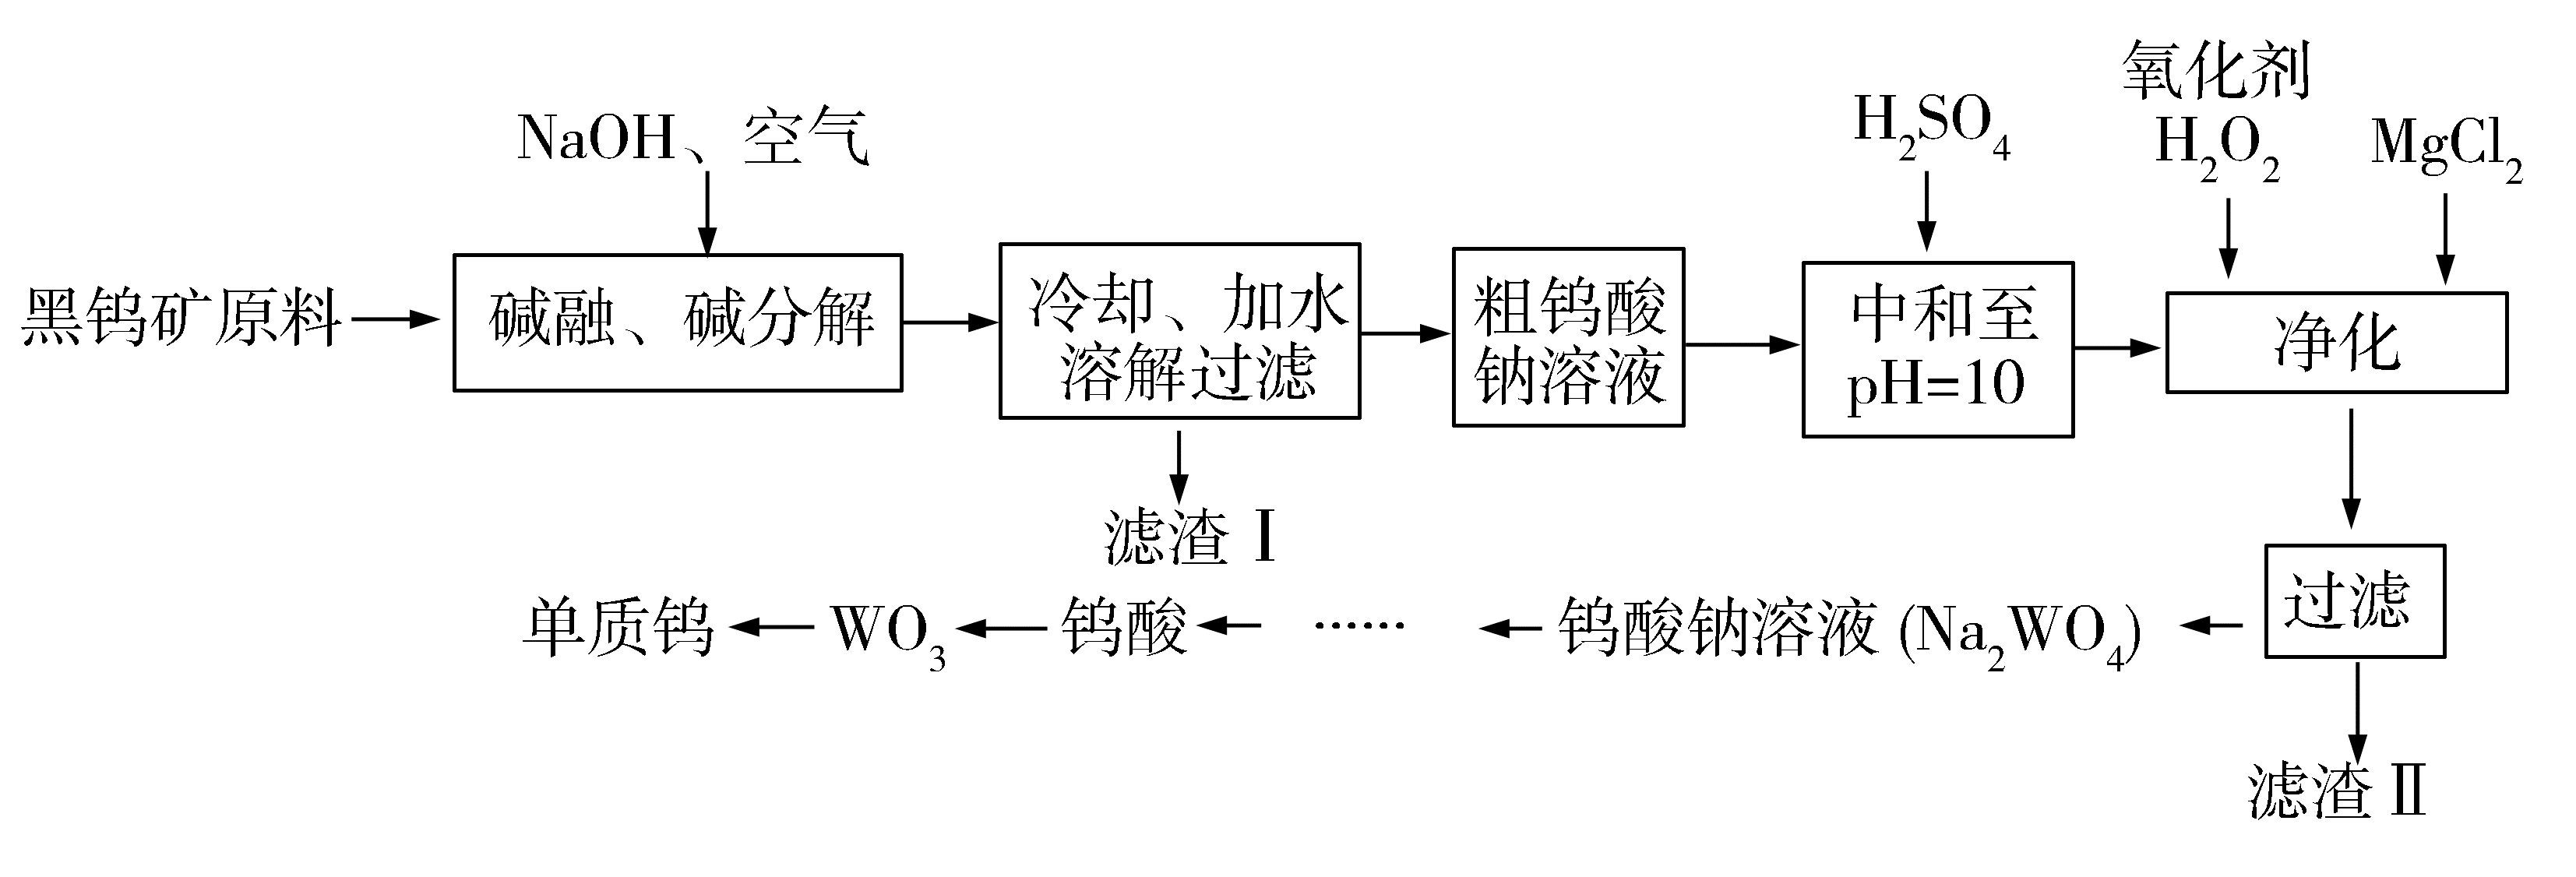 NaOH、空气
H₂SO₄
氧化剂
H₂O₂
MgCl₂
黑钨矿原料
碱融、碱分解
冷却、加水
溶解过滤
粗钨酸
钠溶液
中和至
pH=10
净化
滤渣 Ⅰ
过滤
钨酸钠溶液 (Na₂WO₄)
……
钨酸
WO₃
单质钨
滤渣 Ⅱ